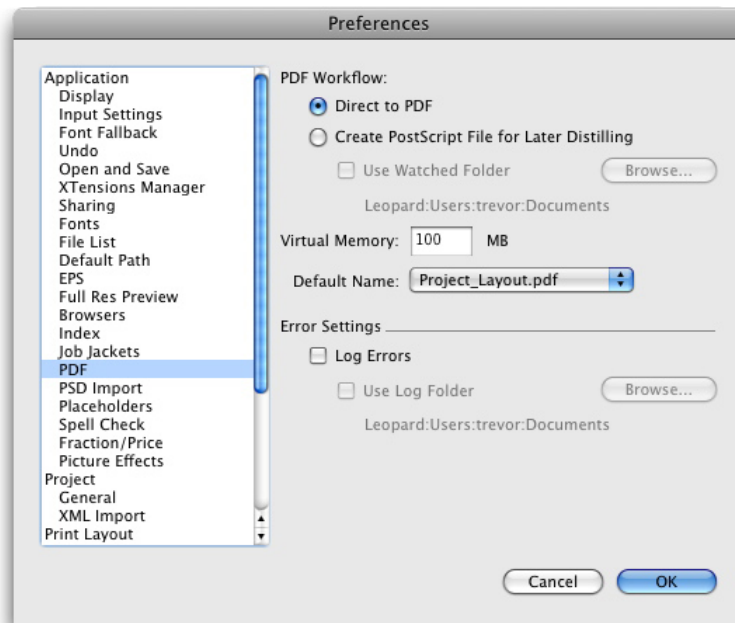 Preferences
Application
Display
Input Settings
Font Fallback
Undo
Open and Save
XTensions Manager
Sharing
Fonts
File List
Default Path
EPS
Full Res Preview
Browsers
Index
Job Jackets
PDF
PSD Import
Placeholders
Spell Check
Fraction/Price
Picture Effects
Project
General
XML Import
Print Layout
PDF Workflow:
Direct to PDF
Create PostScript File for Later Distilling
Use Watched Folder Browse...
Leopard:Users:trevor:Documents
Virtual Memory: 100 MB
Default Name: Project_Layout.pdf
Error Settings
Log Errors
Use Log Folder Browse...
Leopard:Users:trevor:Documents
Cancel OK